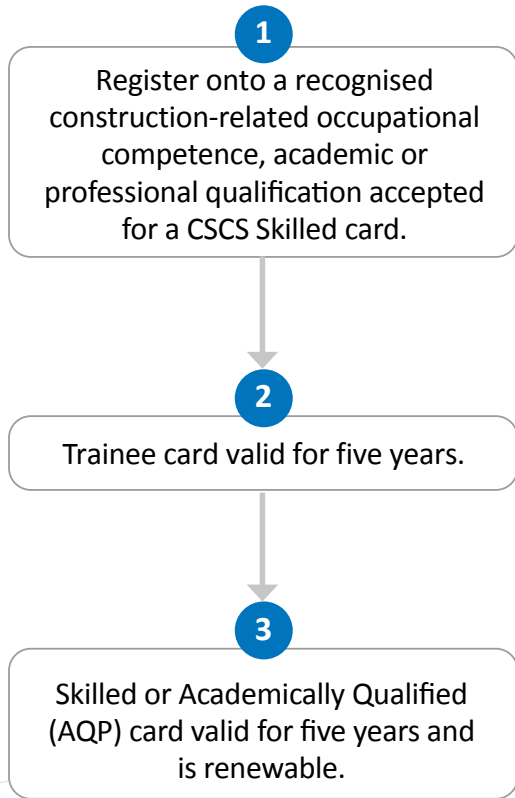 1
Register onto a recognised
construction-related occupational
competence, academic or
professional qualification accepted
for a CSCS Skilled card.
2
Trainee card valid for five years.
3
Skilled or Academically Qualified
(AQP) card valid for five years and
is renewable.